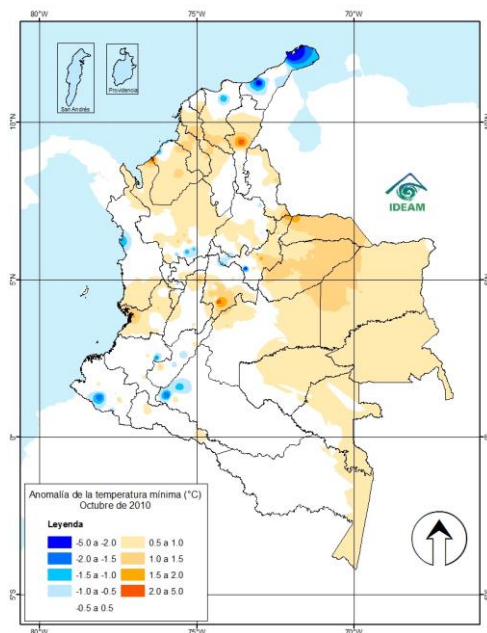 80°W
75°W
70°W
San Andrés
Providencia
10°N
10°N
IDEAM
5°N
5°N
Anomalía de la temperatura mínima (°C)
Octubre de 2010
Leyenda
-5.0 a -2.0
0.5 a 1.0
-2.0 a -1.5
1.0 a 1.5
-1.5 a -1.0
1.5 a 2.0
-1.0 a -0.5
2.0 a 5.0
-0.5 a 0.5
5°S
80°W
75°W
70°W